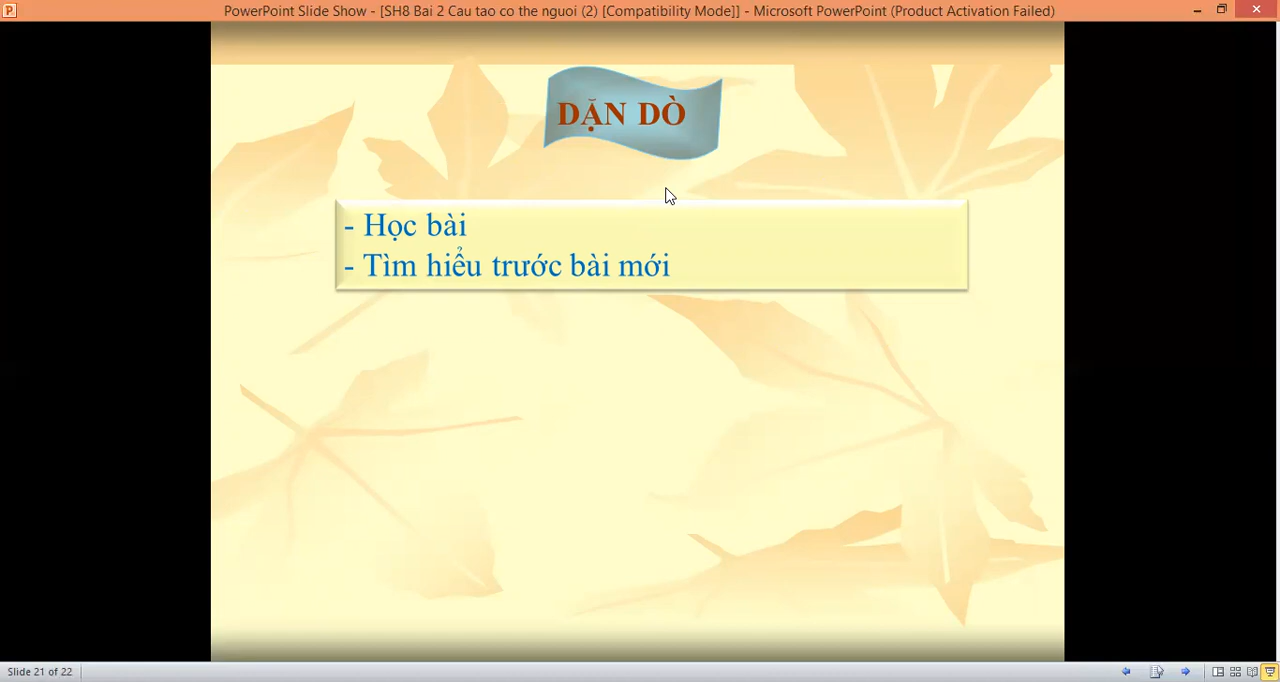 PowerPoint Slide Show - [SH8 Bai 2 Cau tao co the nguoi (2) [Compatibility Mode]] - Microsoft PowerPoint (Product Activation Failed)
DẶN DÒ
- Học bài
- Tìm hiểu trước bài mới
Slide 21 of 22